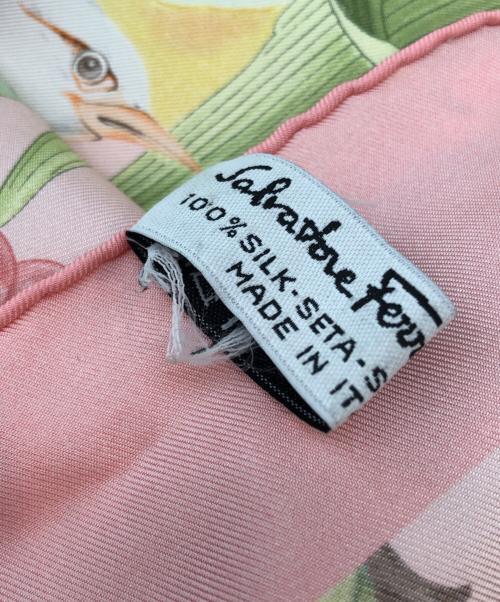 Salvatore Ferr
100% SILK-SETA-S
MADE IN IT